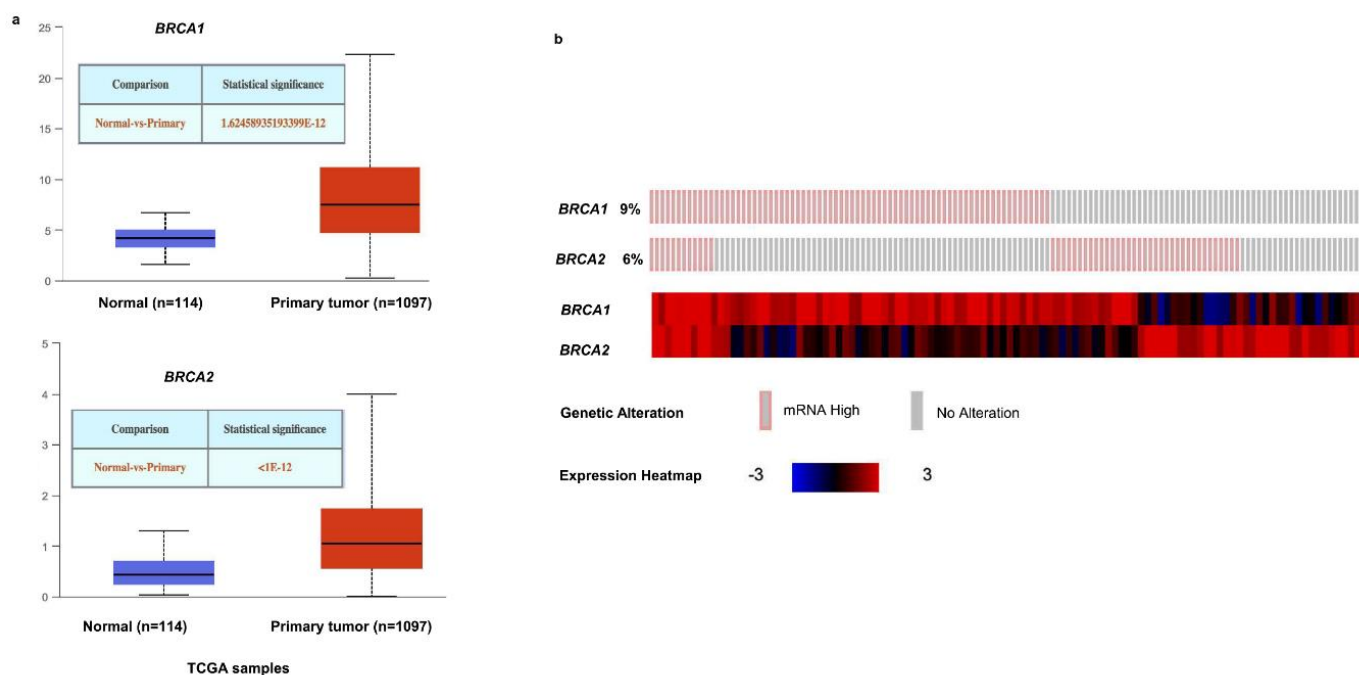 a
BRCA1
25
20
15
10
5
0
Comparison Statistical significance
Normal-vs-Primary 1.62458935193399E-12
Normal (n=114) Primary tumor (n=1097)
BRCA2
5
4
3
2
1
0
Comparison Statistical significance
Normal-vs-Primary <1E-12
Normal (n=114) Primary tumor (n=1097)
TCGA samples
b
BRCA1 9%
BRCA2 6%
BRCA1
BRCA2
Genetic Alteration mRNA High No Alteration
Expression Heatmap -3 3